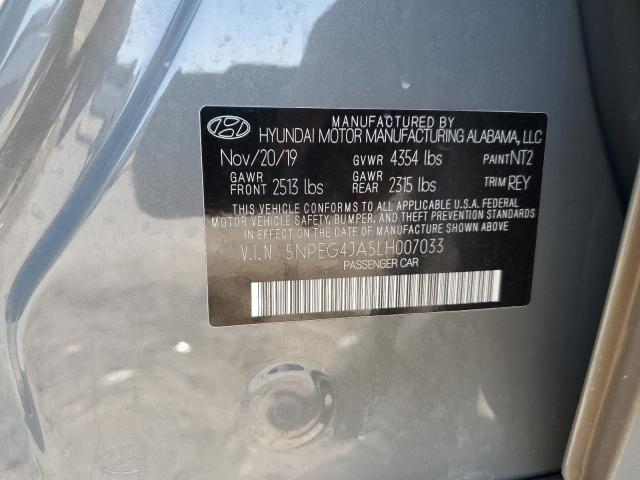 MANUFACTURED BY
HYUNDAI MOTOR MANUFACTURING ALABAMA, LLC
Nov/20/19 GVWR 4354 lbs PAINT NT2
GAWR FRONT 2513 lbs GAWR REAR 2315 lbs TRIM REY
THIS VEHICLE CONFORMS TO ALL APPLICABLE U.S.A. FEDERAL
MOTOR VEHICLE SAFETY, BUMPER, AND THEFT PREVENTION STANDARDS
IN EFFECT ON THE DATE OF MANUFACTURE SHOWN ABOVE.
V.I.N : 5NPEG4JA5LH007033
PASSENGER CAR